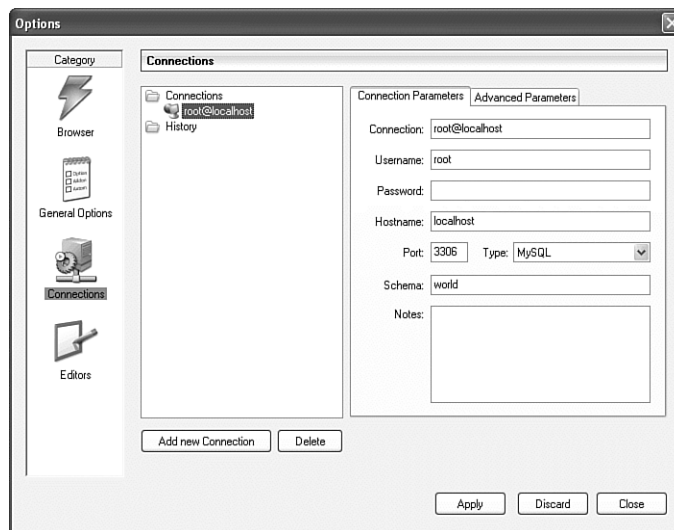 Options
Category
Browser
General Options
Connections
Editors
Connections
Connections
root@localhost
History
Add new Connection
Delete
Connection Parameters
Advanced Parameters
Connection: root@localhost
Username: root
Password:
Hostname: localhost
Port: 3306 Type: MySQL
Schema: world
Notes:
Apply
Discard
Close